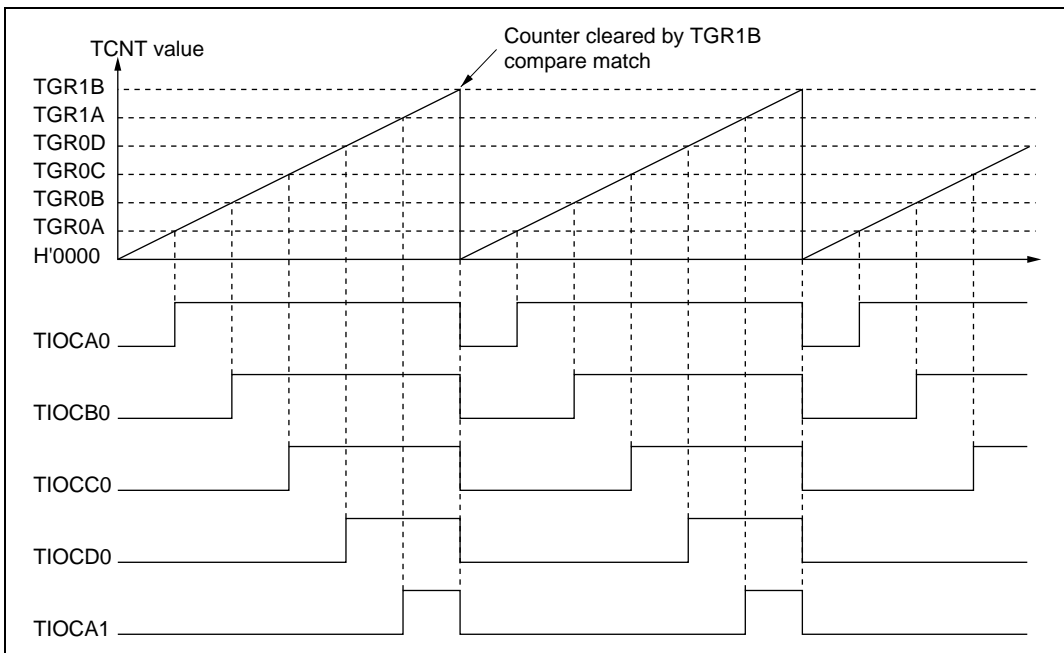 TCNT value
Counter cleared by TGR1B
compare match
TGR1B
TGR1A
TGR0D
TGR0C
TGR0B
TGR0A
H'0000
TIOCA0
TIOCB0
TIOCC0
TIOCD0
TIOCA1